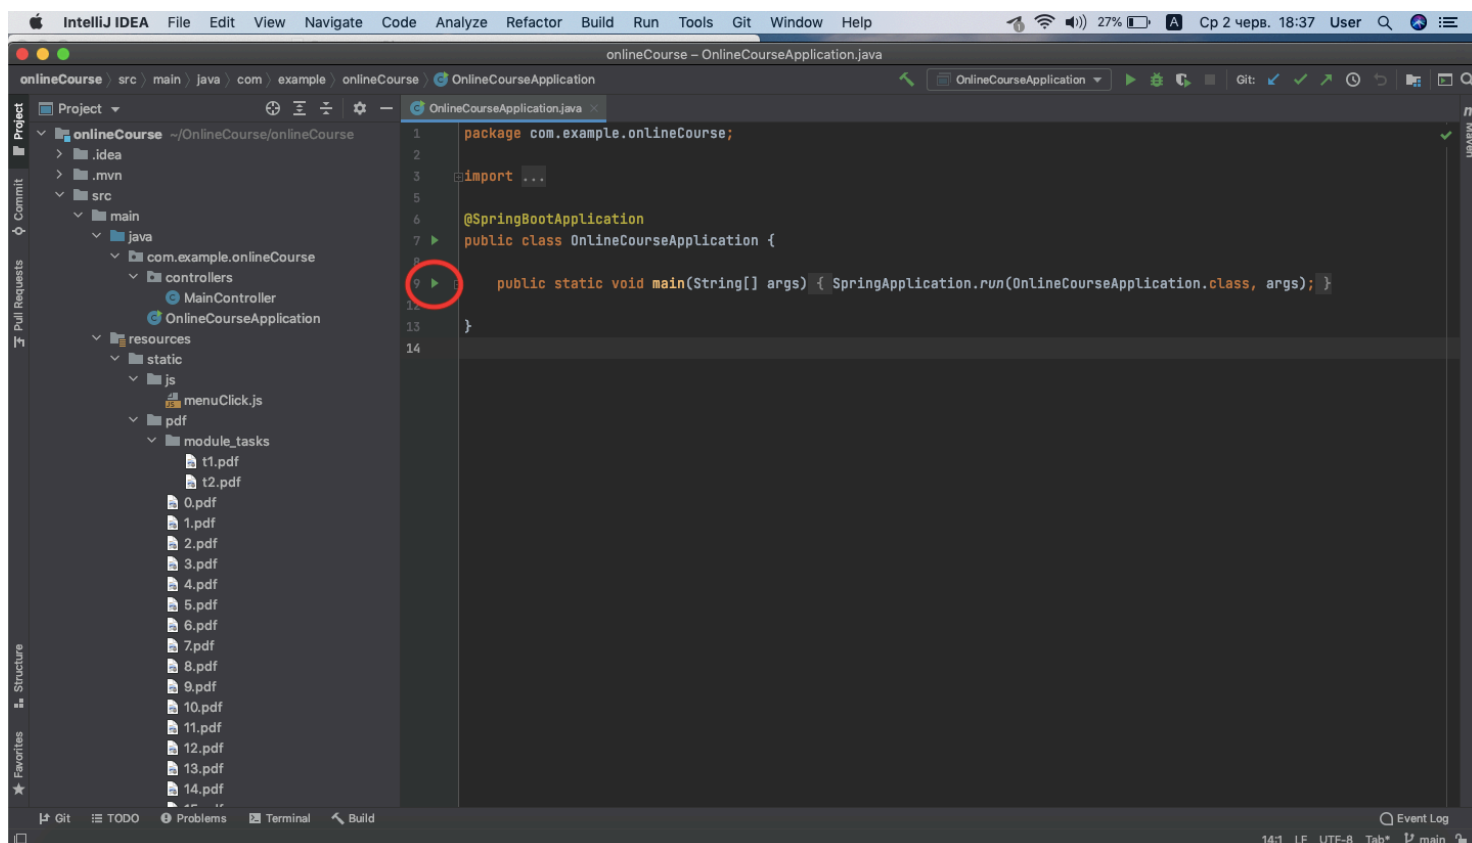 IntelliJ IDEA File Edit View Navigate Code Analyze Refactor Build Run Tools Git Window Help 27% A Ср 2 черв. 18:37 User
onlineCourse – OnlineCourseApplication.java
onlineCourse src main java com example onlineCourse OnlineCourseApplication OnlineCourseApplication Git:
Project
Project
OnlineCourseApplication.java
Maven
Commit
Pull Requests
Structure
Favorites
onlineCourse ~/OnlineCourse/onlineCourse
.idea
.mvn
src
main
java
com.example.onlineCourse
controllers
MainController
OnlineCourseApplication
resources
static
js
menuClick.js
pdf
module_tasks
t1.pdf
t2.pdf
0.pdf
1.pdf
2.pdf
3.pdf
4.pdf
5.pdf
6.pdf
7.pdf
8.pdf
9.pdf
10.pdf
11.pdf
12.pdf
13.pdf
14.pdf
1 package com.example.onlineCourse;
2
3 import ...
5
6 @SpringBootApplication
7 public class OnlineCourseApplication {
8
9 public static void main(String[] args) { SpringApplication.run(OnlineCourseApplication.class, args); }
12
13 }
14
Git TODO Problems Terminal Build Event Log
14:1 LF UTF-8 Tab* main